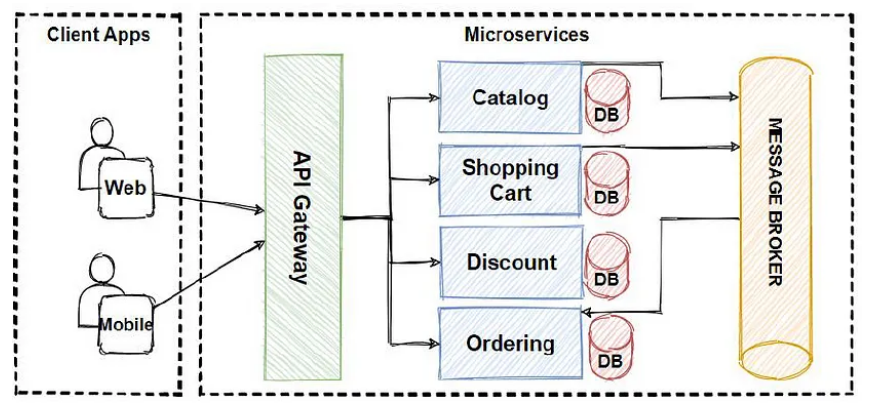 Client Apps
Microservices
Web
Mobile
API Gateway
Catalog
DB
Shopping
Cart
DB
Discount
DB
Ordering
DB
MESSAGE BROKER